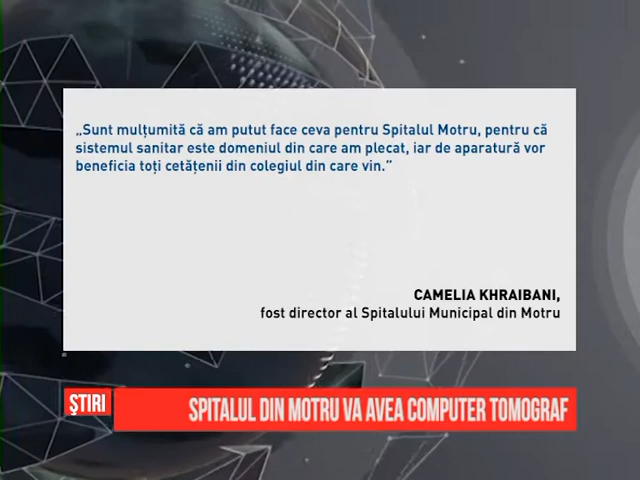 „Sunt mulțumită că am putut face ceva pentru Spitalul Motru, pentru că
sistemul sanitar este domeniul din care am plecat, iar de aparatură vor
beneficia toți cetățenii din colegiul din care vin.”
CAMELIA KHRAIBANI,
fost director al Spitalului Municipal din Motru
ŞTIRI
SPITALUL DIN MOTRU VA AVEA COMPUTER TOMOGRAF